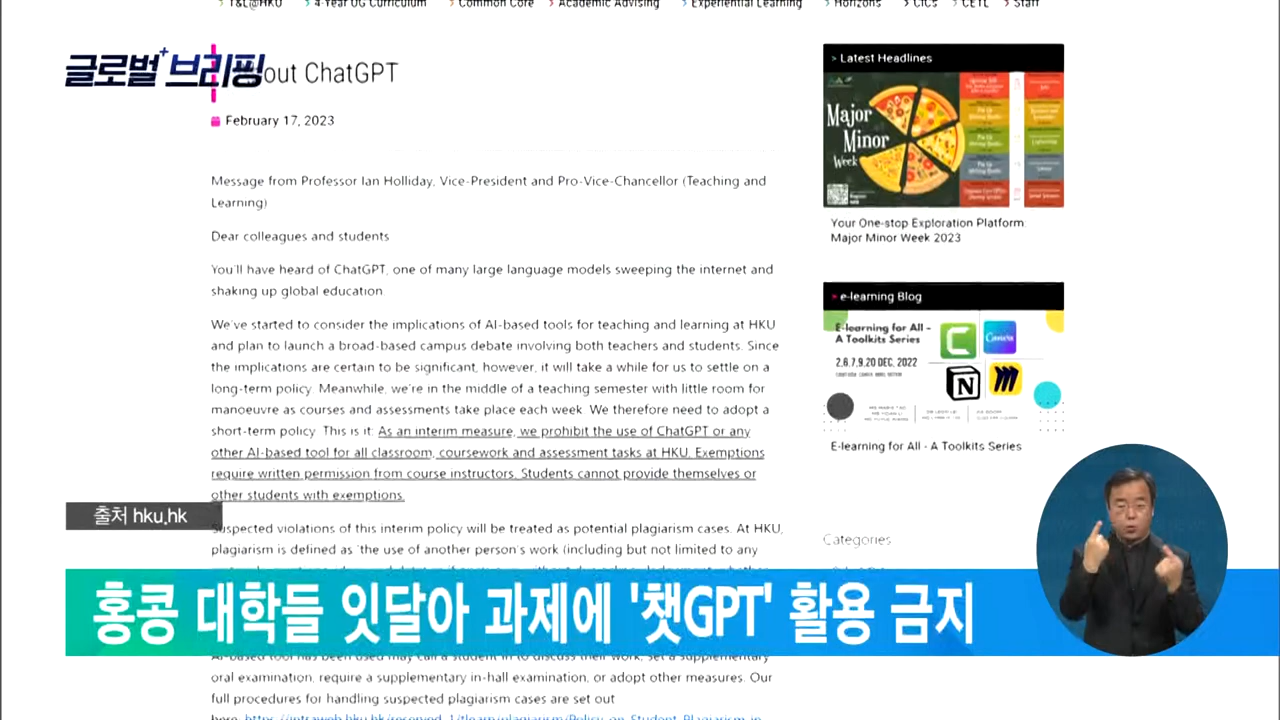 T&L@HKU > 4-Year UG Curriculum > Common Core > Academic Advising > Experiential Learning > Horizons > CICs > CETL > Staff
글로벌+브리핑
out ChatGPT
February 17, 2023
Message from Professor Ian Holliday, Vice-President and Pro-Vice-Chancellor (Teaching and
Learning)
Dear colleagues and students
You'll have heard of ChatGPT, one of many large language models sweeping the internet and
shaking up global education.
We've started to consider the implications of AI-based tools for teaching and learning at HKU
and plan to launch a broad-based campus debate involving both teachers and students. Since
the implications are certain to be significant, however, it will take a while for us to settle on a
long-term policy. Meanwhile, we're in the middle of a teaching semester with little room for
manoeuvre as courses and assessments take place each week. We therefore need to adopt a
short-term policy. This is it: As an interim measure, we prohibit the use of ChatGPT or any
other AI-based tool for all classroom, coursework and assessment tasks at HKU. Exemptions
require written permission from course instructors. Students cannot provide themselves or
other students with exemptions.
Suspected violations of this interim policy will be treated as potential plagiarism cases. At HKU,
plagiarism is defined as 'the use of another person's work (including but not limited to any
AI-based tool has been used may call a student in to discuss their work, set a supplementary
oral examination, require a supplementary in-hall examination, or adopt other measures. Our
full procedures for handling suspected plagiarism cases are set out
here: https://intraweb.hku.hk/reserved_1/tlearn/plagiarism/Policy_on_Student_Plagiarism_in
> Latest Headlines
Major
Minor
Week
Your One-stop Exploration Platform
Major Minor Week 2023
> e-learning Blog
E-learning for All -
A Toolkits Series
2,6,7,9,20 DEC, 2022
Canva
E-learning for All - A Toolkits Series
Categories
출처 hku.hk
홍콩 대학들 잇달아 과제에 '챗GPT' 활용 금지